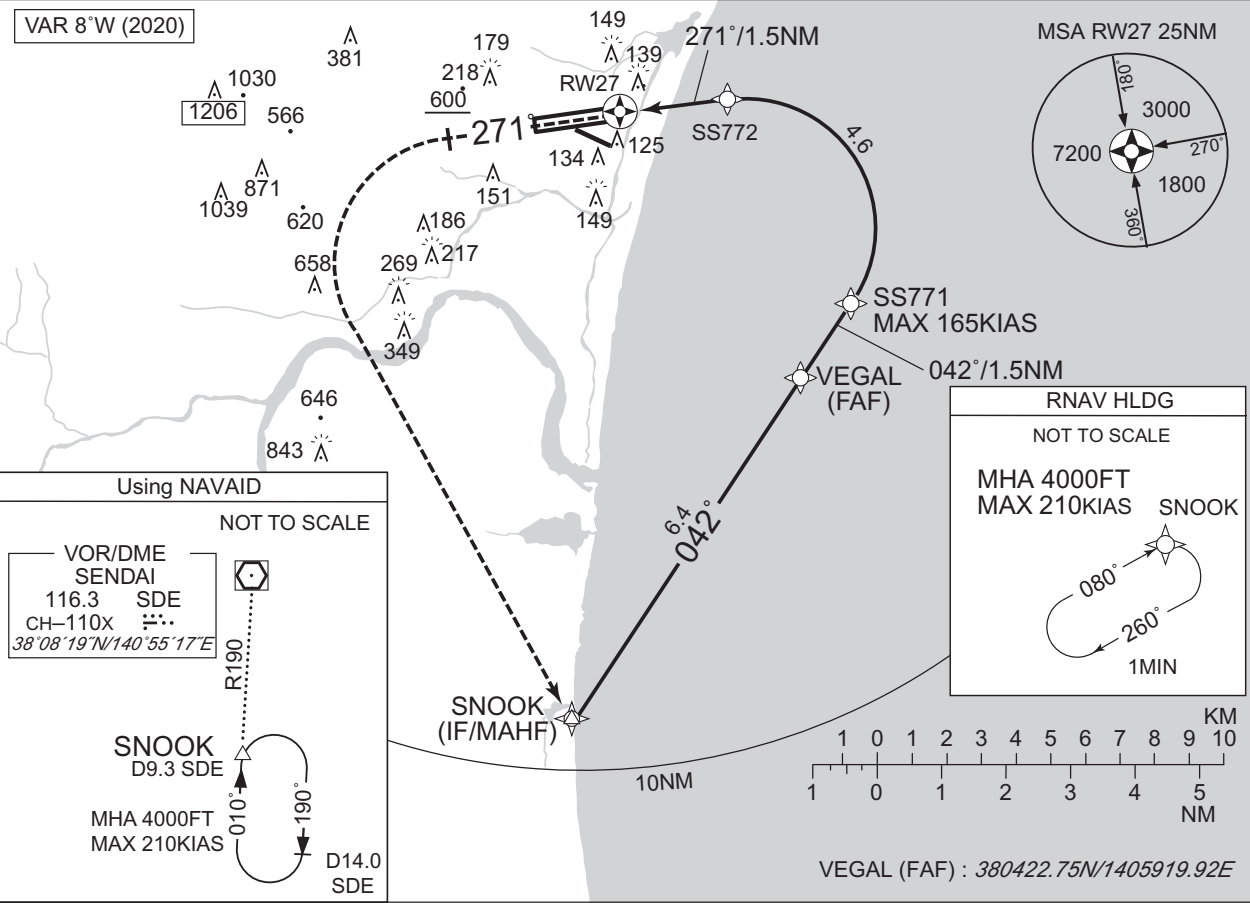 VAR 8°W (2020)
381
1030
1206
566
871
1039
620
658
179
218
600
271°
149
139
RW27
271°/1.5NM
SS772
4.6
125
134
151
149
186
217
269
349
646
843
MSA RW27 25NM
180°
3000
7200
270°
1800
360°
SS771
MAX 165KIAS
VEGAL
(FAF)
042°/1.5NM
6.4
042°
SNOOK
(IF/MAHF)
10NM
RNAV HLDG
NOT TO SCALE
MHA 4000FT
MAX 210KIAS
SNOOK
080°
260°
1MIN
Using NAVAID
NOT TO SCALE
VOR/DME
SENDAI
116.3 SDE
CH–110X
38°08´19˝N/140°55´17˝E
R190
SNOOK
D9.3 SDE
010°
190°
MHA 4000FT
MAX 210KIAS
D14.0
SDE
KM
1 0 1 2 3 4 5 6 7 8 9 10
1 0 1 2 3 4 5
NM
VEGAL (FAF) : 380422.75N/1405919.92E